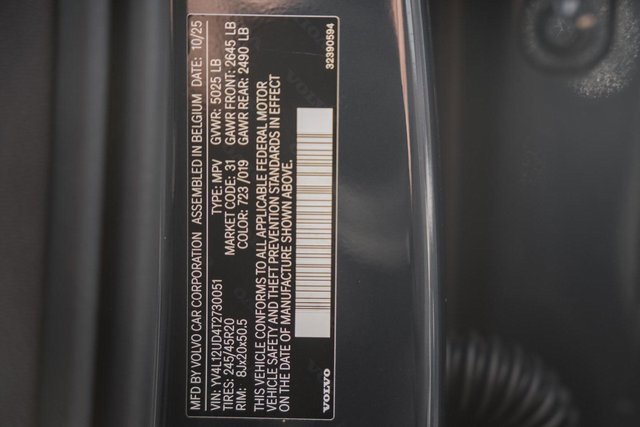 MFD BY VOLVO CAR CORPORATION ASSEMBLED IN BELGIUM DATE: 10/25
VIN: YV4L12UD4T2730051 TYPE: MPV GVWR: 5025 LB
TIRES: 245/45R20 MARKET CODE: 31 GAWR FRONT: 2645 LB
RIM: 8Jx20x50.5 COLOR: 723 /019 GAWR REAR: 2490 LB
THIS VEHICLE CONFORMS TO ALL APPLICABLE FEDERAL MOTOR
VEHICLE SAFETY AND THEFT PREVENTION STANDARDS IN EFFECT
ON THE DATE OF MANUFACTURE SHOWN ABOVE.
VOLVO 32390594